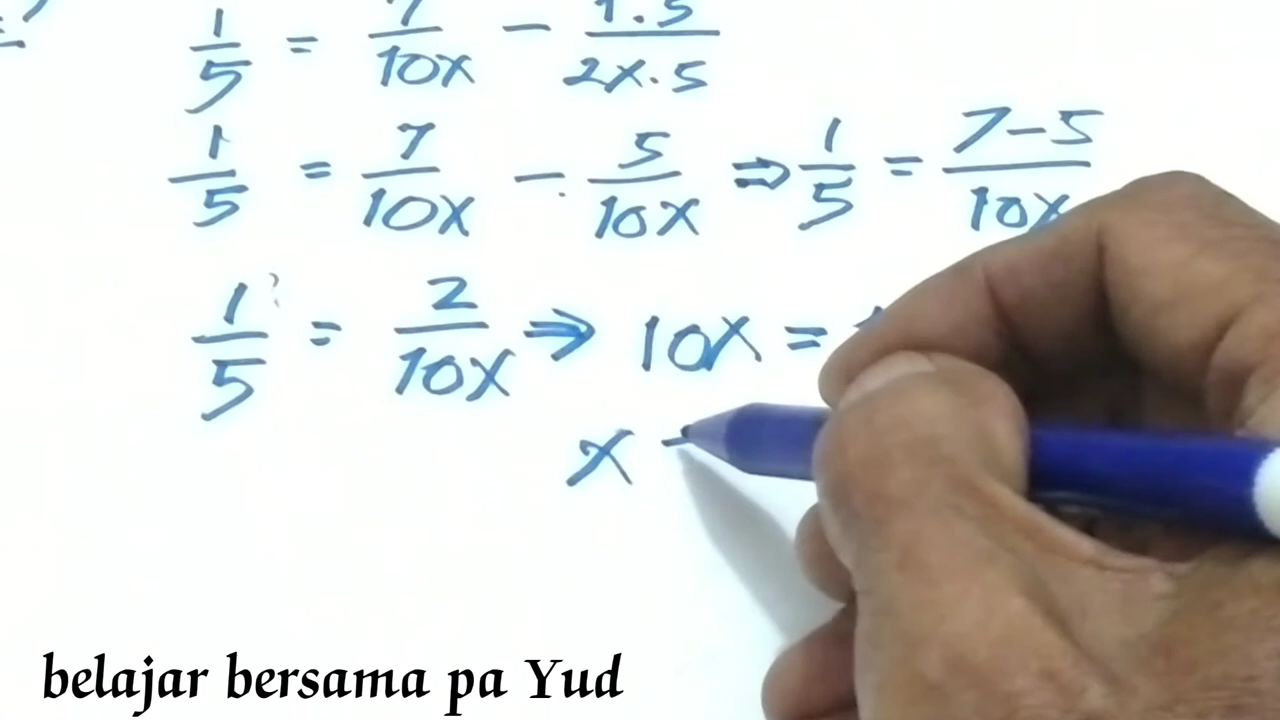 1/5 = 7/10x - 1.5/2x.5
1/5 = 7/10x - 5/10x ⇒ 1/5 = 7-5/10x
1/5 = 2/10x ⇒ 10x =
x
belajar bersama pa Yud